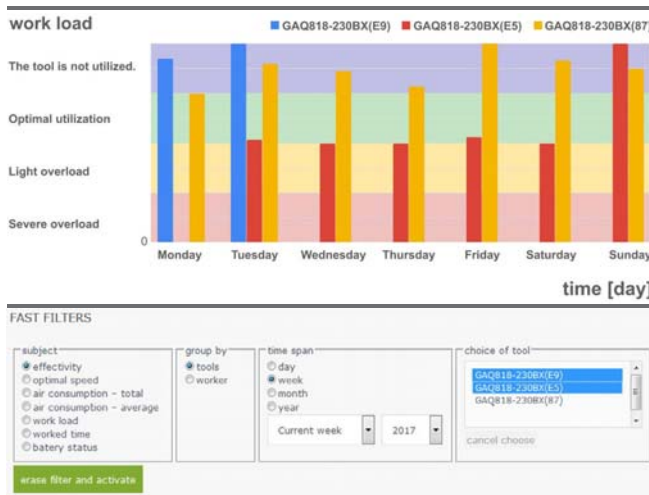 work load
GAQ818-230BX(E9) GAQ818-230BX(E5) GAQ818-230BX(87)
The tool is not utilized.
Optimal utilization
Light overload
Severe overload
0
Monday Tuesday Wednesday Thursday Friday Saturday Sunday
time [day]
FAST FILTERS
subject
effectivity
optimal speed
air consumption - total
air consumption - average
work load
worked time
batery status
group by
tools
worker
time span
day
week
month
year
Current week 2017
choice of tool
GAQ818-230BX(E9)
GAQ818-230BX(E5)
GAQ818-230BX(87)
cancel choose
erase filter and activate